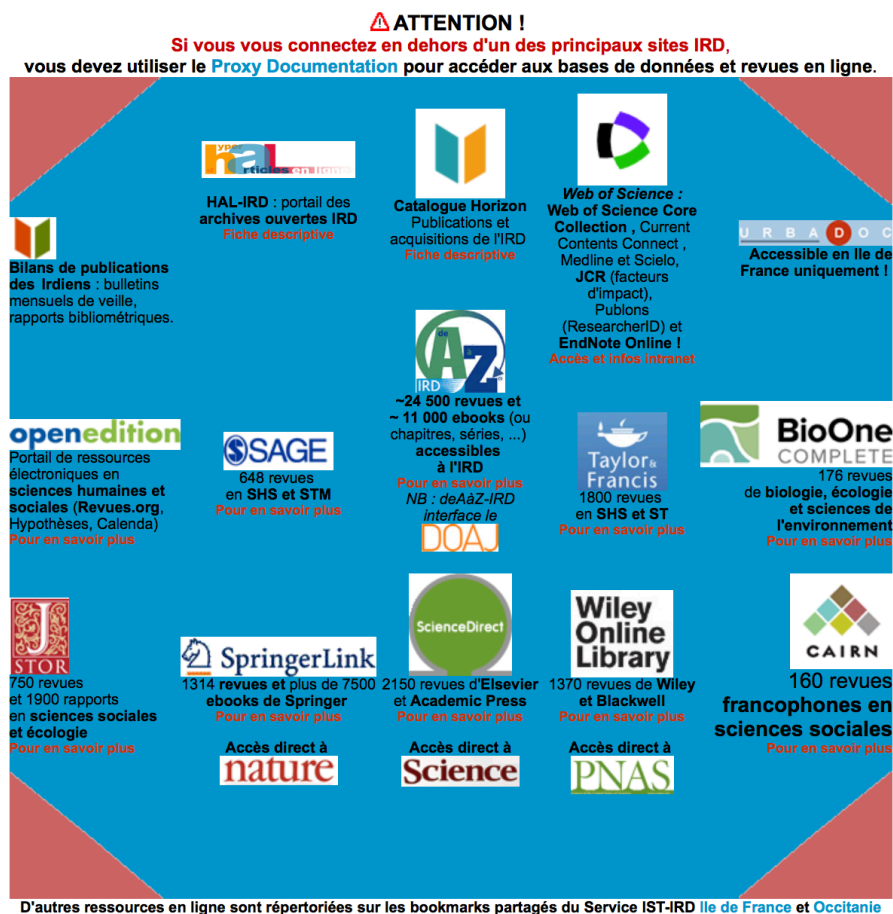 ATTENTION !
Si vous vous connectez en dehors d'un des principaux sites IRD,
vous devez utiliser le Proxy Documentation pour accéder aux bases de données et revues en ligne.
hyper
hal
articles en ligne
HAL-IRD : portail des
archives ouvertes IRD
Fiche descriptive
Catalogue Horizon
Publications et
acquisitions de l'IRD
Fiche descriptive
Web of Science :
Web of Science Core
Collection , Current
Contents Connect ,
Medline et Scielo,
JCR (facteurs
d'impact),
Publons
(ResearcherID) et
EndNote Online !
Accès et infos intranet
URBADOC
Accessible en Ile de
France uniquement !
Bilans de publications
des Irdiens : bulletins
mensuels de veille,
rapports bibliométriques.
de A à Z
IRD
~24 500 revues et
~ 11 000 ebooks (ou
chapitres, séries, ...)
accessibles
à l'IRD
Pour en savoir plus
NB : deAàZ-IRD
interface le
DOAJ
openedition
Portail de ressources
électroniques en
sciences humaines et
sociales (Revues.org,
Hypothèses, Calenda)
Pour en savoir plus
SAGE
648 revues
en SHS et STM
Pour en savoir plus
Taylor &
Francis
1800 revues
en SHS et ST
Pour en savoir plus
BioOne
COMPLETE
176 revues
de biologie, écologie
et sciences de
l'environnement
Pour en savoir plus
JSTOR
750 revues
et 1900 rapports
en sciences sociales
et écologie
Pour en savoir plus
SpringerLink
1314 revues et plus de 7500
ebooks de Springer
Pour en savoir plus
Accès direct à
nature
ScienceDirect
2150 revues d'Elsevier
et Academic Press
Pour en savoir plus
Accès direct à
Science
Wiley
Online
Library
1370 revues de Wiley
et Blackwell
Pour en savoir plus
Accès direct à
PNAS
CAIRN
160 revues
francophones en
sciences sociales
Pour en savoir plus
D'autres ressources en ligne sont répertoriées sur les bookmarks partagés du Service IST-IRD Ile de France et Occitanie